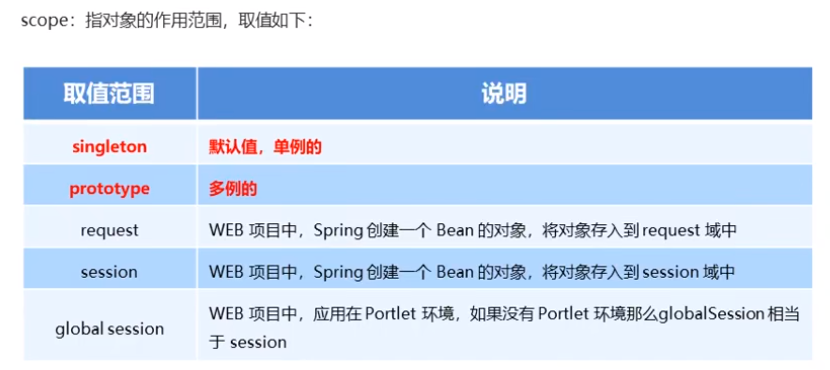 scope：指对象的作用范围，取值如下：
取值范围 说明
singleton 默认值，单例的
prototype 多例的
request WEB 项目中，Spring 创建一个 Bean 的对象，将对象存入到 request 域中
session WEB 项目中，Spring 创建一个 Bean 的对象，将对象存入到 session 域中
global session WEB 项目中，应用在 Portlet 环境，如果没有 Portlet 环境那么globalSession 相当
于 session